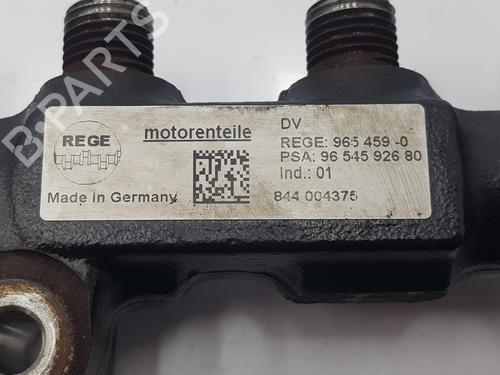 B-PARTS
REGE
motorenteile
Made in Germany
DV
REGE: 965 459 -0
PSA: 96 545 926 80
Ind.: 01
844 004375